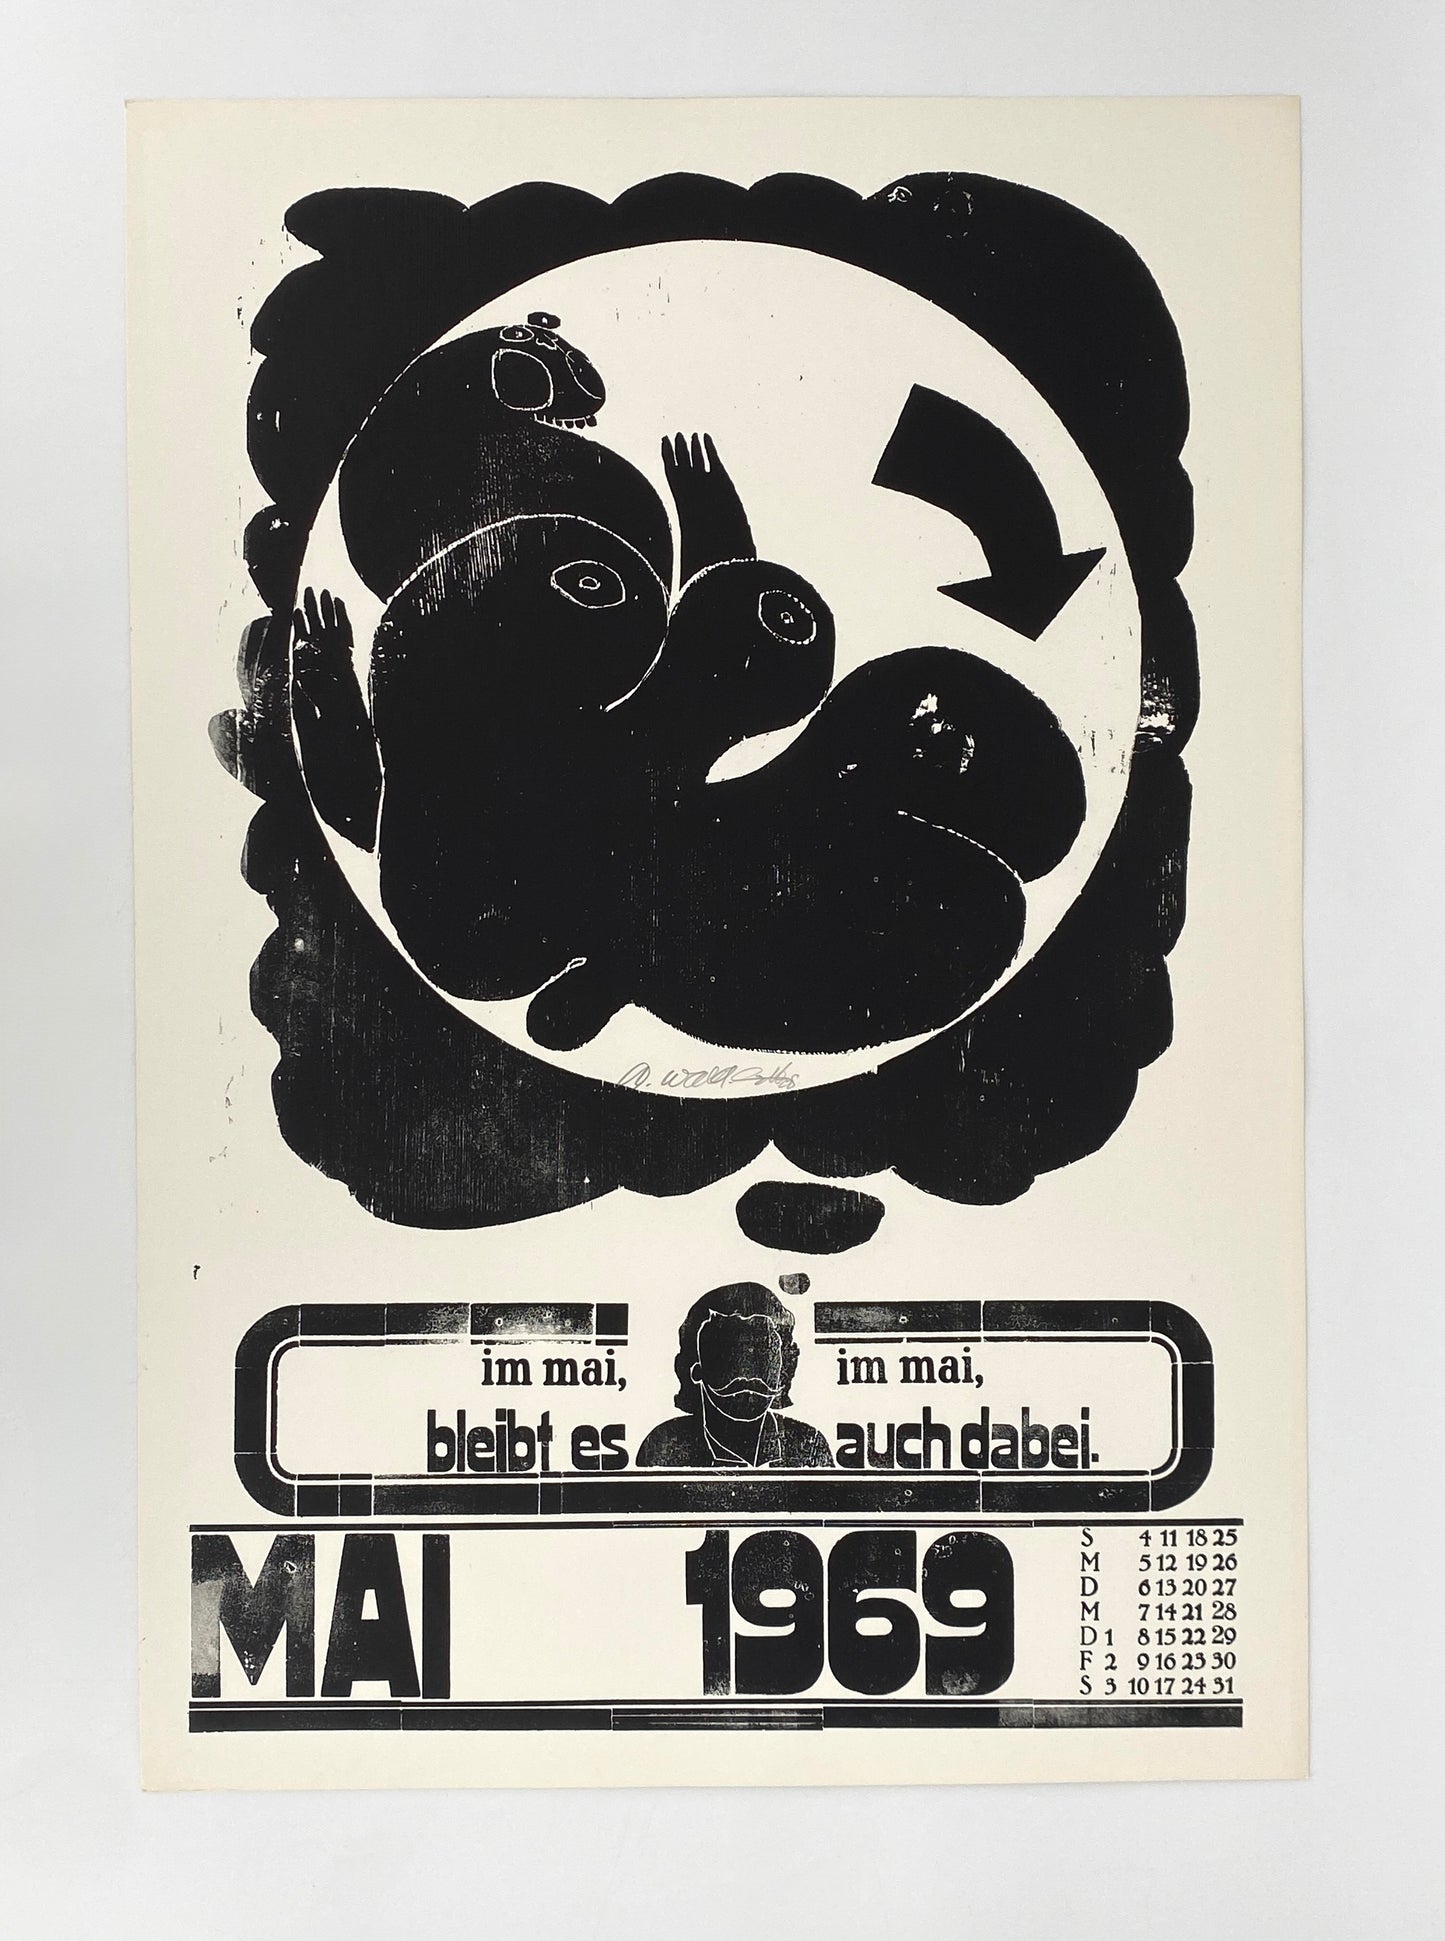 im mai, im mai,
bleibt es auch dabei.
MAI 1969
S 4 11 18 25
M 5 12 19 26
D 6 13 20 27
M 7 14 21 28
D 1 8 15 22 29
F 2 9 16 23 30
S 3 10 17 24 31